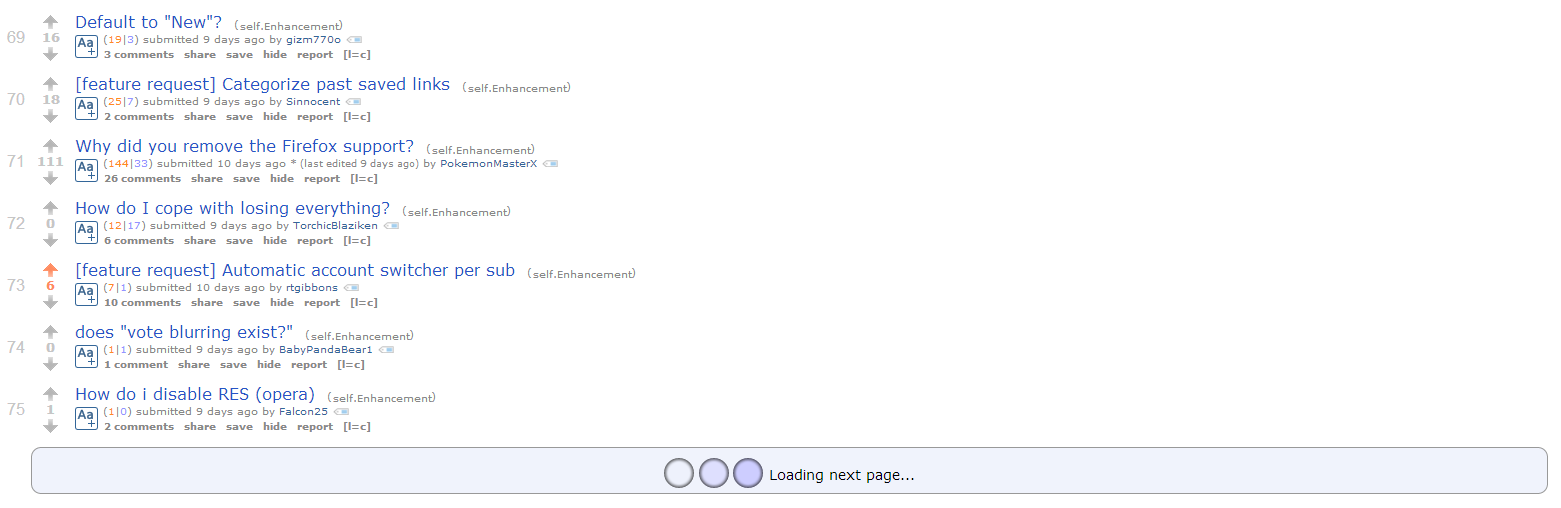 69 16 Default to "New"? (self.Enhancement)
Aa+ (19|3) submitted 9 days ago by gizm770o
3 comments share save hide report [l=c]
70 18 [feature request] Categorize past saved links (self.Enhancement)
Aa+ (25|7) submitted 9 days ago by Sinnocent
2 comments share save hide report [l=c]
71 111 Why did you remove the Firefox support? (self.Enhancement)
Aa+ (144|33) submitted 10 days ago * (last edited 9 days ago) by PokemonMasterX
26 comments share save hide report [l=c]
72 0 How do I cope with losing everything? (self.Enhancement)
Aa+ (12|17) submitted 9 days ago by TorchicBlaziken
6 comments share save hide report [l=c]
73 6 [feature request] Automatic account switcher per sub (self.Enhancement)
Aa+ (7|1) submitted 10 days ago by rtgibbons
10 comments share save hide report [l=c]
74 0 does "vote blurring exist?" (self.Enhancement)
Aa+ (1|1) submitted 9 days ago by BabyPandaBear1
1 comment share save hide report [l=c]
75 1 How do i disable RES (opera) (self.Enhancement)
Aa+ (1|0) submitted 9 days ago by Falcon25
2 comments share save hide report [l=c]
Loading next page...